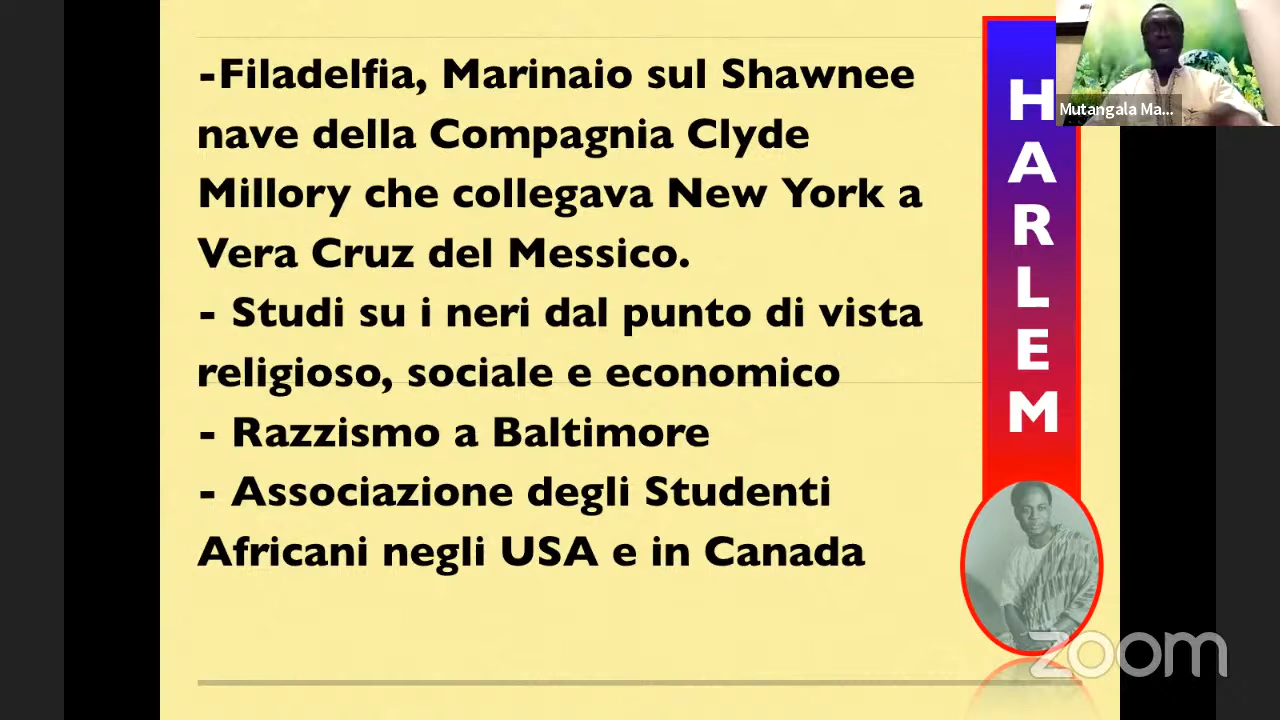 -Filadelfia, Marinaio sul Shawnee
nave della Compagnia Clyde
Millory che collegava New York a
Vera Cruz del Messico.
- Studi su i neri dal punto di vista
religioso, sociale e economico
- Razzismo a Baltimore
- Associazione degli Studenti
Africani negli USA e in Canada
HARLEM
Mutangala Ma...
zoom